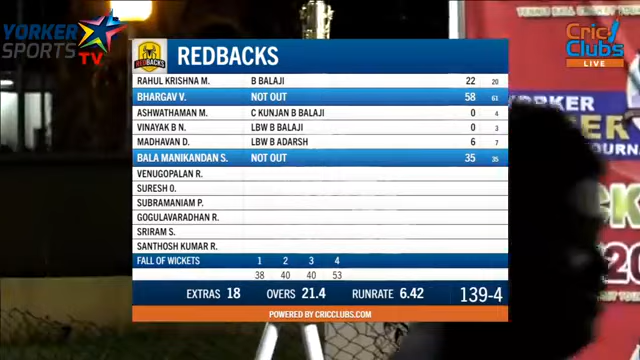 YORKER SPORTS TV
CricClubs
LIVE
REDBACKS
REDBACKS
RAHUL KRISHNA M. B BALAJI 22 20
BHARGAV V. NOT OUT 58 61
ASHWATHAMAN M. C KUNJAN B BALAJI 0 4
VINAYAK B N. LBW B BALAJI 0 3
MADHAVAN D. LBW B ADARSH 6 7
BALA MANIKANDAN S. NOT OUT 35 35
VENUGOPALAN R.
SURESH O.
SUBRAMANIAM P.
GOGULAVARADHAN R.
SRIRAM S.
SANTHOSH KUMAR R.
FALL OF WICKETS 1 2 3 4
38 40 40 53
EXTRAS 18 OVERS 21.4 RUNRATE 6.42 139-4
POWERED BY CRICCLUBS.COM